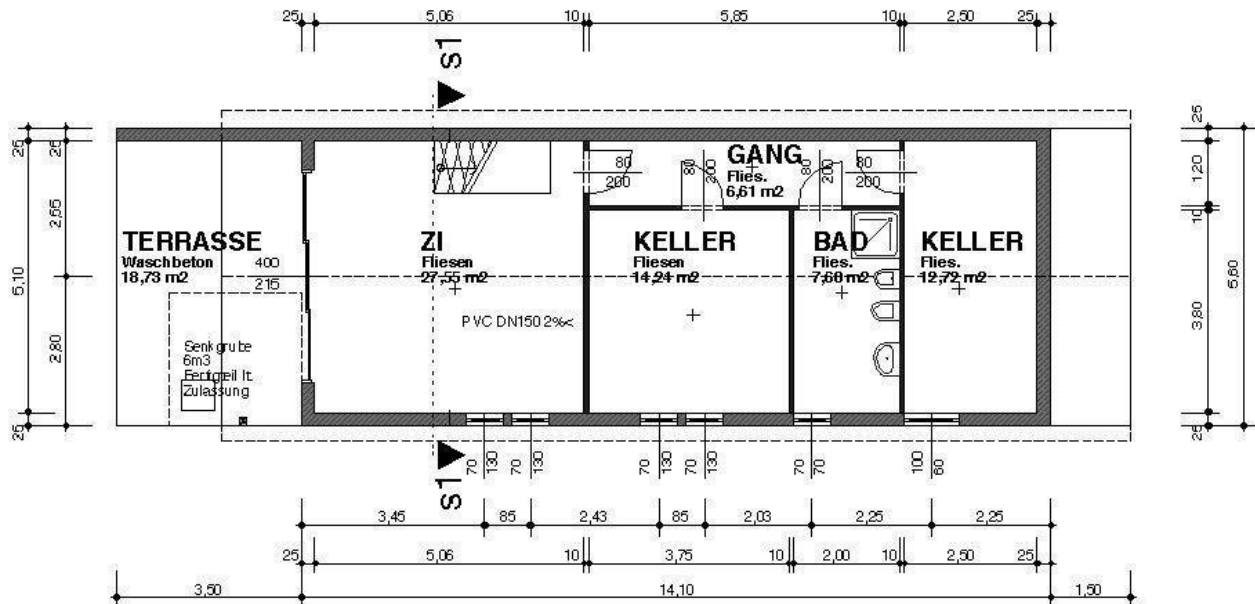 25 5,06 10 5,85 10 2,50 25
S1
25 25 2,55 5,10 2,80 25
TERRASSE
Waschbeton
18,73 m2
400
215
Senkgrube
6m3
Fertigteil lt.
Zulassung
ZI
Fliesen
27,55 m2
PVC DN150 2%<
80
200
GANG
Flies.
6,61 m2
80
200
80
200
80
200
KELLER
Fliesen
14,24 m2
BAD
Flies.
7,60 m2
KELLER
Flies.
12,72 m2
25 1,20 10 3,80 25 5,60
S1
70 130 70 130 70 130 70 130 70 70 100 60
3,45 85 2,43 85 2,03 2,25 2,25
25 5,06 10 3,75 10 2,00 10 2,50 25
3,50 14,10 1,50